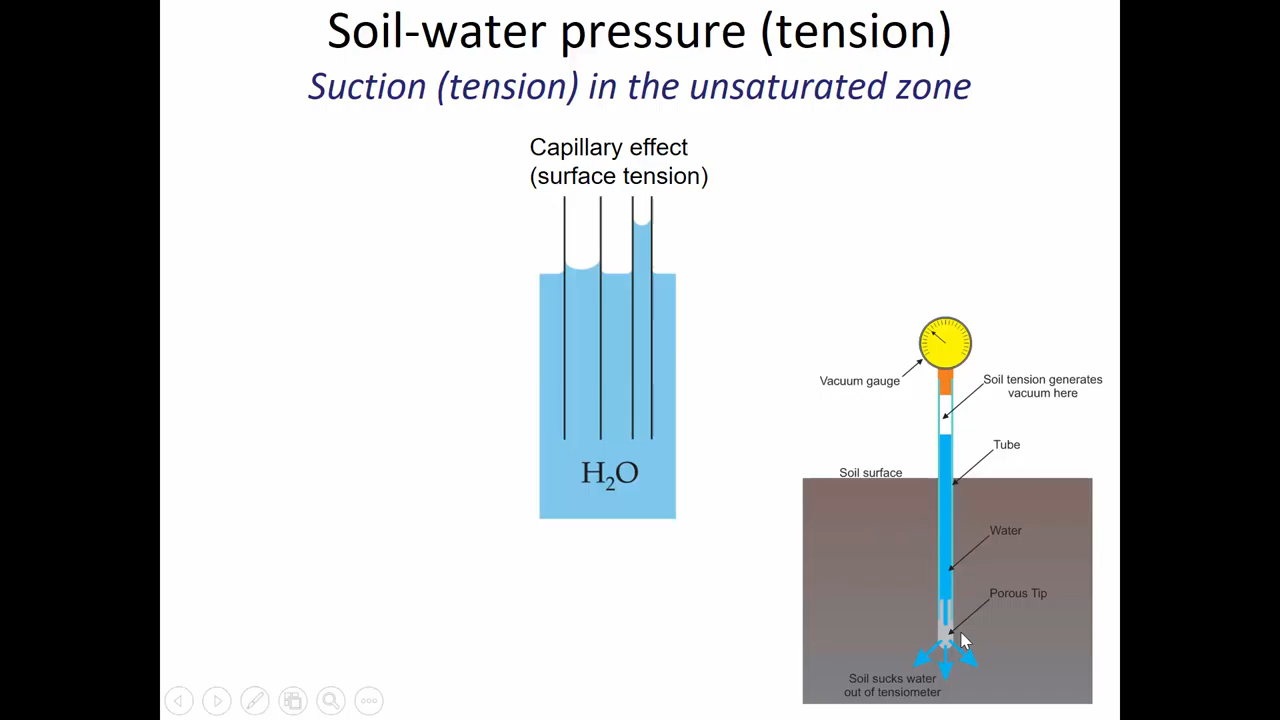 Soil-water pressure (tension)
Suction (tension) in the unsaturated zone
Capillary effect
(surface tension)
H₂O
Vacuum gauge
Soil tension generates
vacuum here
Tube
Soil surface
Water
Porous Tip
Soil sucks water
out of tensiometer